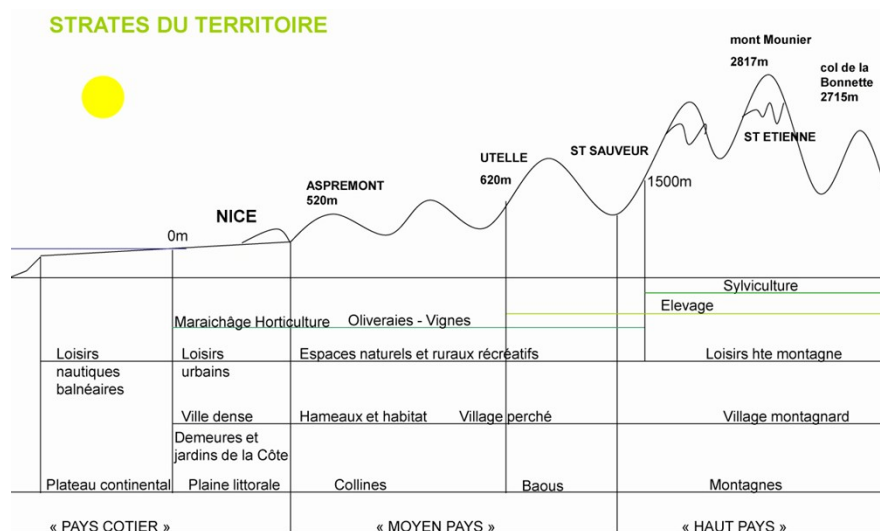 STRATES DU TERRITOIRE
mont Mounier
2817m
col de la
Bonnette
2715m
ST ETIENNE
ST SAUVEUR
UTELLE
620m
1500m
ASPREMONT
520m
NICE
0m
Sylviculture
Elevage
Maraichâge Horticulture
Oliveraies - Vignes
Loisirs
nautiques
balnéaires
Loisirs
urbains
Espaces naturels et ruraux récréatifs
Loisirs hte montagne
Ville dense
Hameaux et habitat
Village perché
Village montagnard
Demeures et
jardins de la Côte
Plateau continental
Plaine littorale
Collines
Baous
Montagnes
« PAYS COTIER »
« MOYEN PAYS »
« HAUT PAYS »